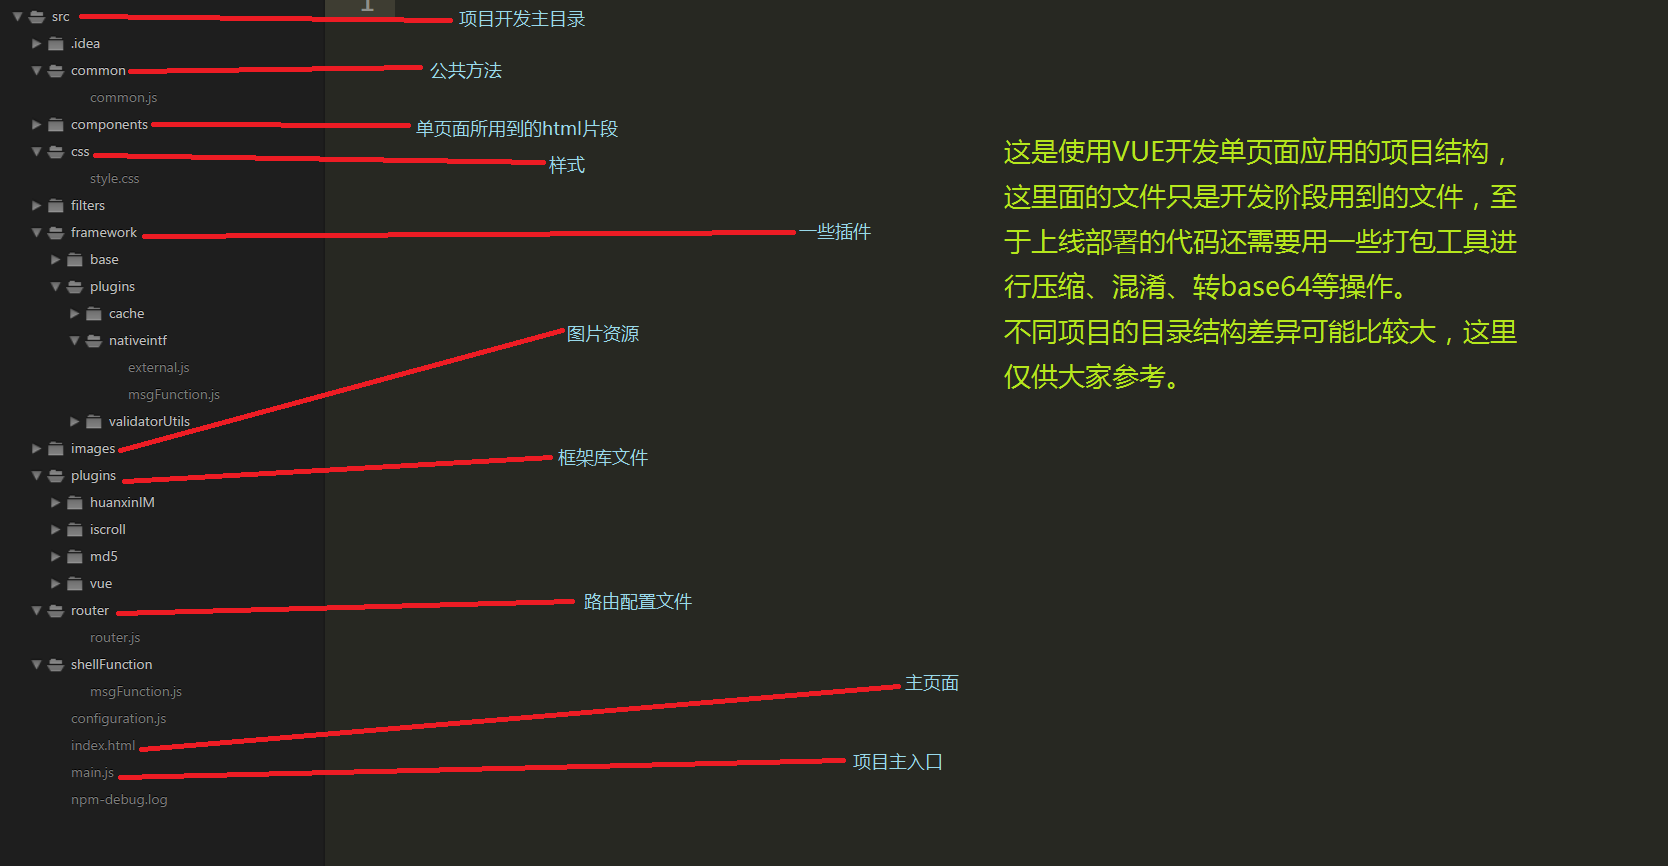 1
src
项目开发主目录
.idea
common
公共方法
common.js
components
单页面所用到的html片段
css
样式
style.css
filters
framework
一些插件
base
plugins
cache
nativeintf
external.js
msgFunction.js
validatorUtils
images
图片资源
plugins
框架库文件
huanxinIM
iscroll
md5
vue
router
路由配置文件
router.js
shellFunction
msgFunction.js
configuration.js
index.html
主页面
main.js
项目主入口
npm-debug.log
这是使用VUE开发单页面应用的项目结构，
这里面的文件只是开发阶段用到的文件，至
于上线部署的代码还需要用一些打包工具进
行压缩、混淆、转base64等操作。
不同项目的目录结构差异可能比较大，这里
仅供大家参考。